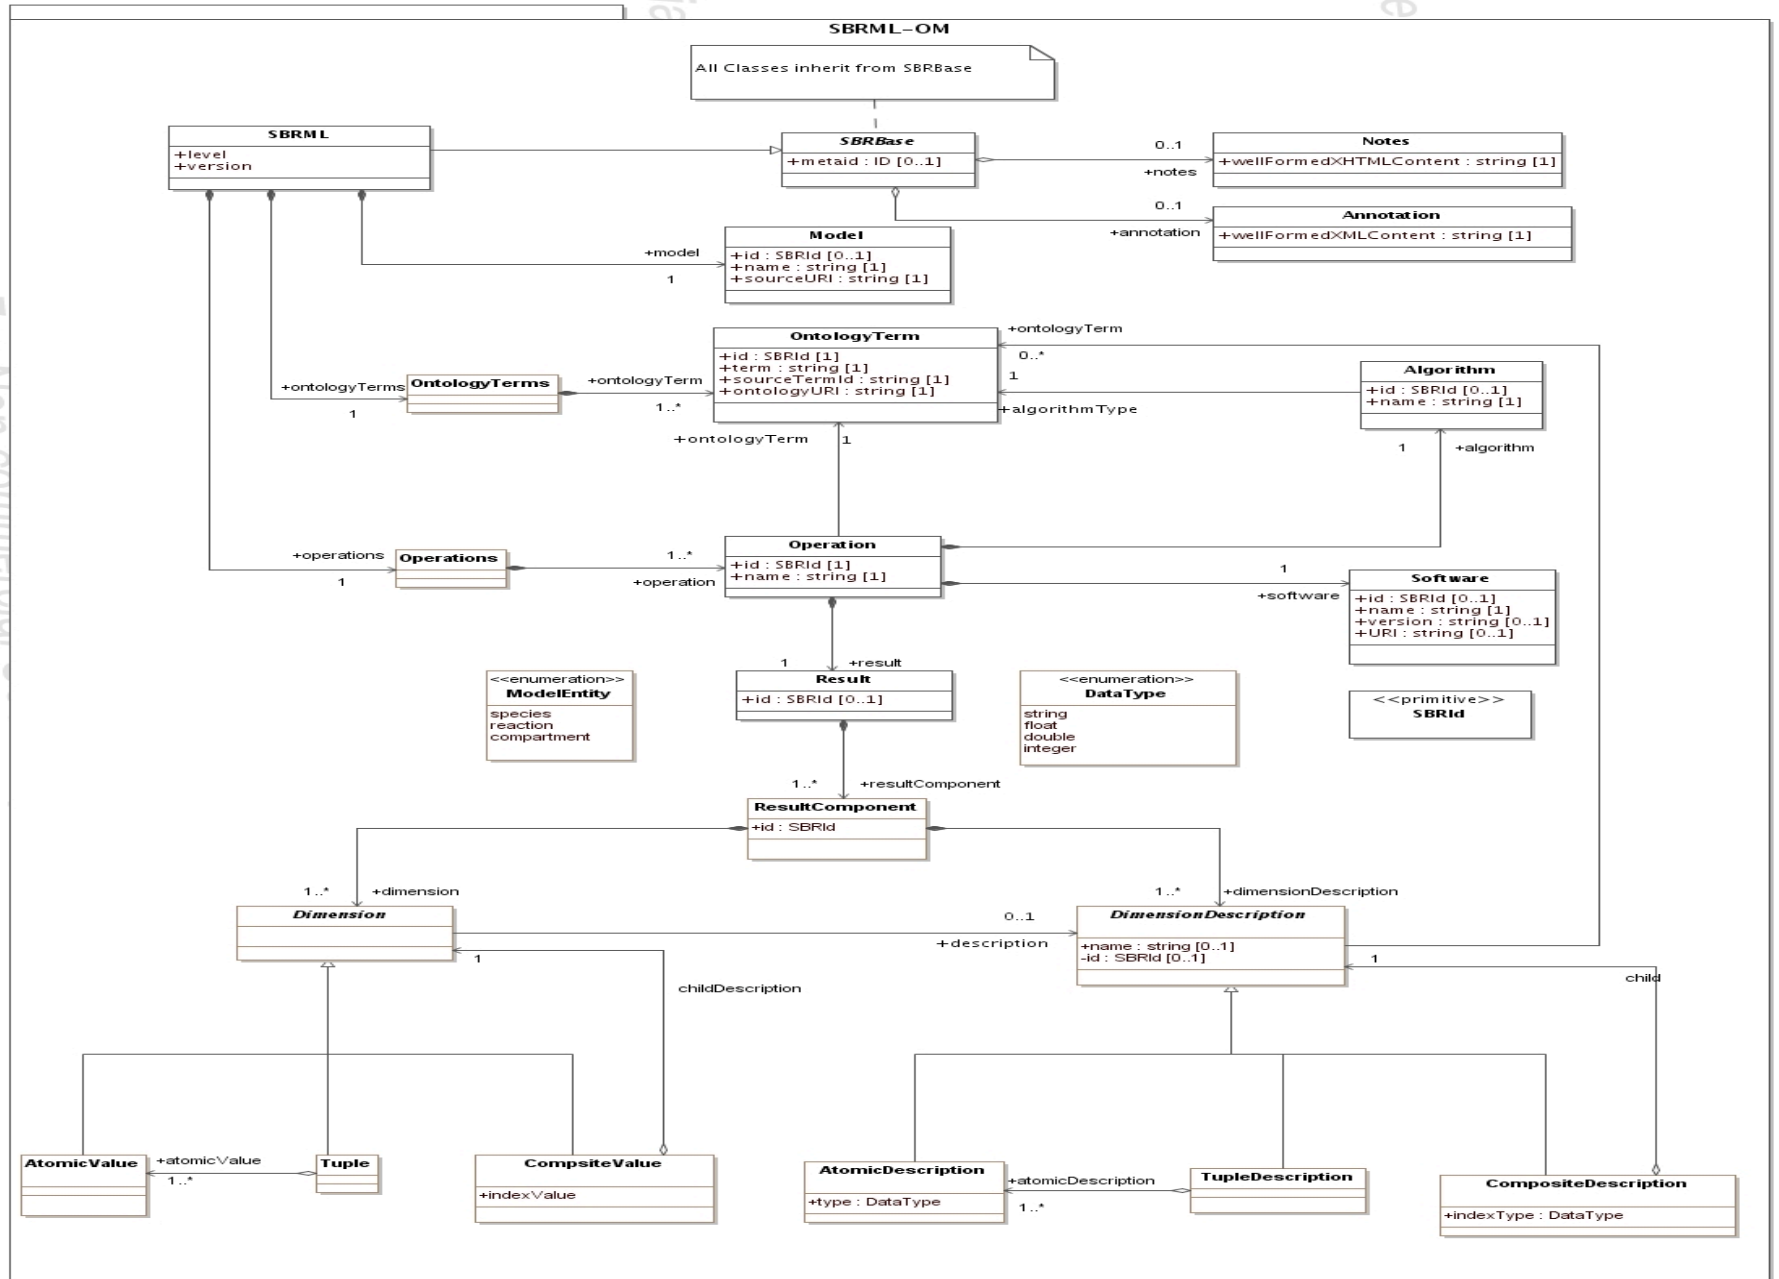 SBRML-OM
All Classes inherit from SBRBase
SBRML
+level
+version
SBRBase
+metaid : ID [0..1]
0..1
+notes
Notes
+wellFormedXHTMLContent : string [1]
0..1
+annotation
Annotation
+wellFormedXMLContent : string [1]
+model
1
Model
+id : SBRId [0..1]
+name : string [1]
+sourceURI : string [1]
+ontologyTerms
1
OntologyTerms
+ontologyTerm
1..*
OntologyTerm
+id : SBRId [1]
+term : string [1]
+sourceTermId : string [1]
+ontologyURI : string [1]
+ontologyTerm
0..*
1
+algorithmType
Algorithm
+id : SBRId [0..1]
+name : string [1]
+ontologyTerm
1
1
+algorithm
+operations
1
Operations
1..*
+operation
Operation
+id : SBRId [1]
+name : string [1]
1
+software
Software
+id : SBRId [0..1]
+name : string [1]
+version : string [0..1]
+URI : string [0..1]
1
+result
<<enumeration>>
ModelEntity
species
reaction
compartment
Result
+id : SBRId [0..1]
<<enumeration>>
DataType
string
float
double
integer
<<primitive>>
SBRId
1..*
+resultComponent
ResultComponent
+id : SBRId
1..*
+dimension
1..*
+dimensionDescription
Dimension
0..1
+description
DimensionDescription
+name : string [0..1]
-id : SBRId [0..1]
1
childDescription
1
child
AtomicValue
+atomicValue
1..*
Tuple
CompsiteValue
+indexValue
AtomicDescription
+type : DataType
+atomicDescription
1..*
TupleDescription
CompositeDescription
+indexType : DataType